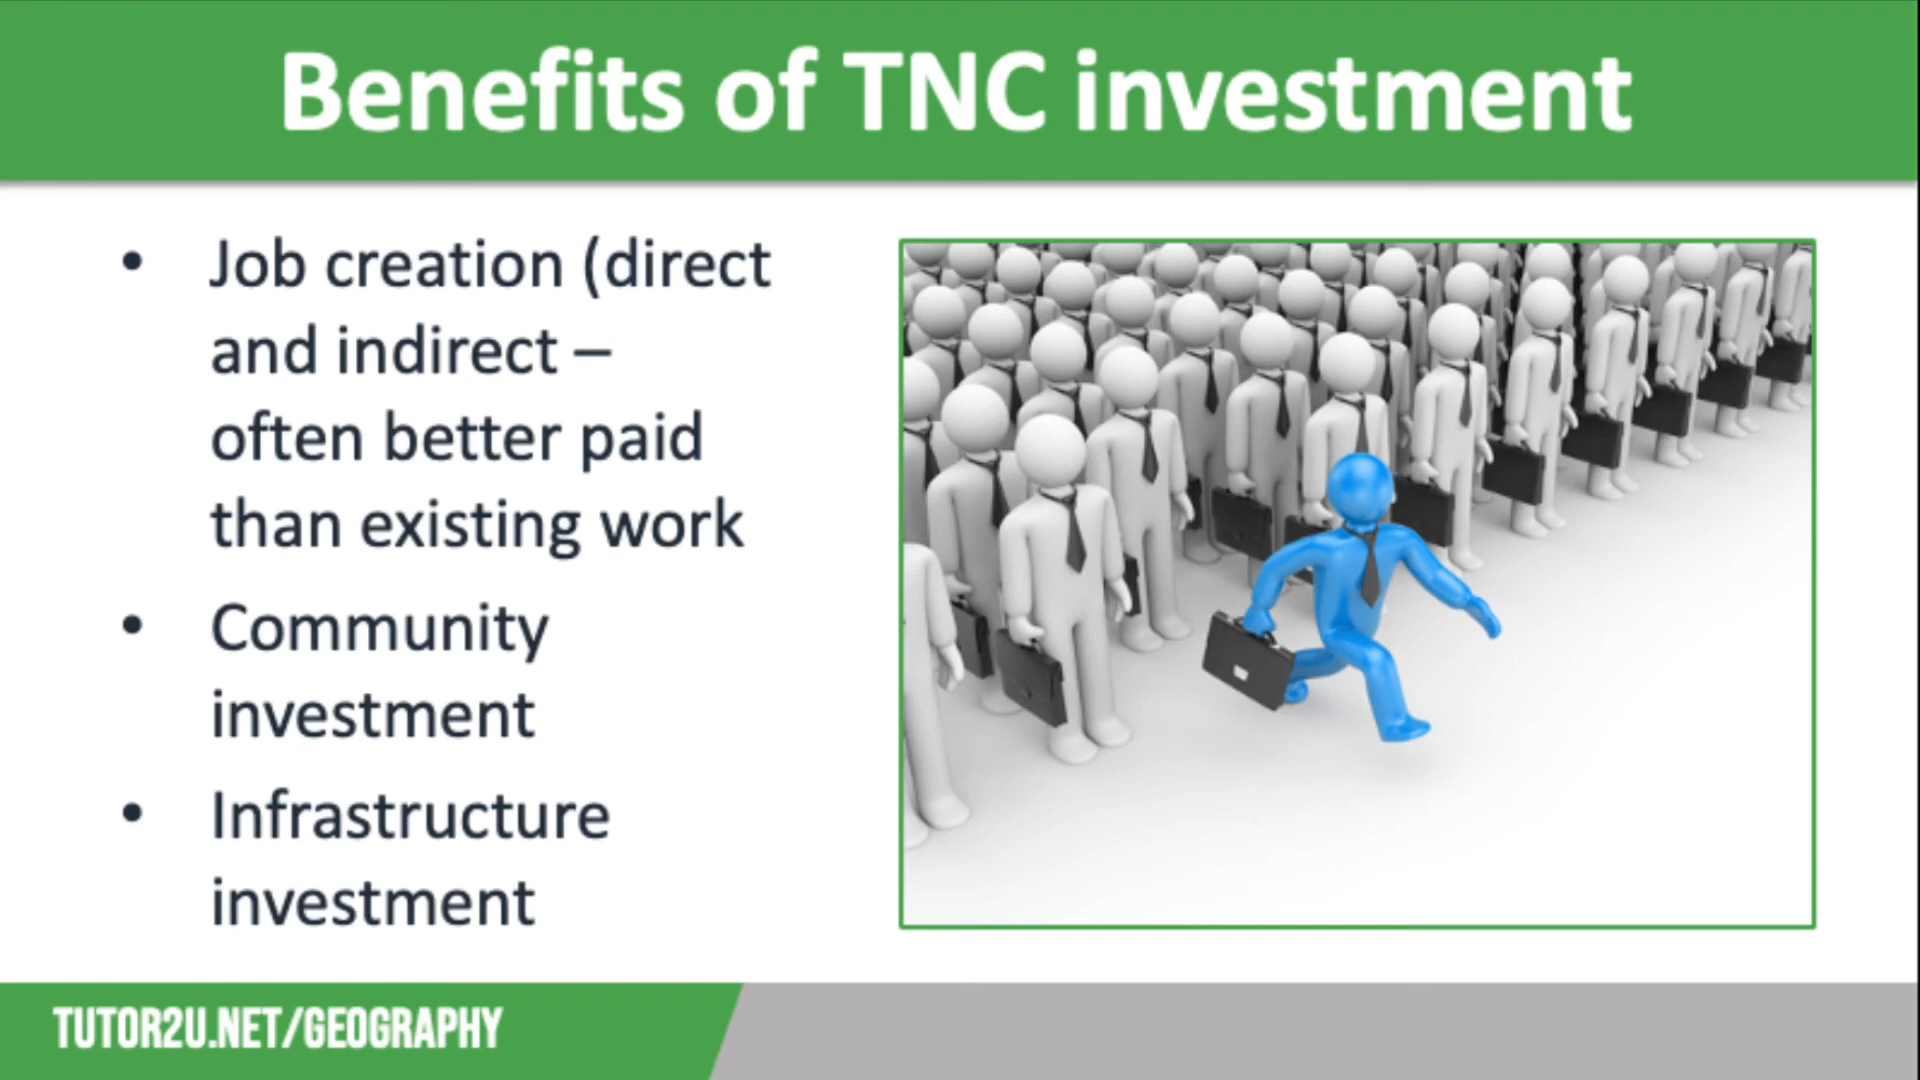 Benefits of TNC investment
• Job creation (direct
and indirect –
often better paid
than existing work
• Community
investment
• Infrastructure
investment
TUTOR2U.NET/GEOGRAPHY